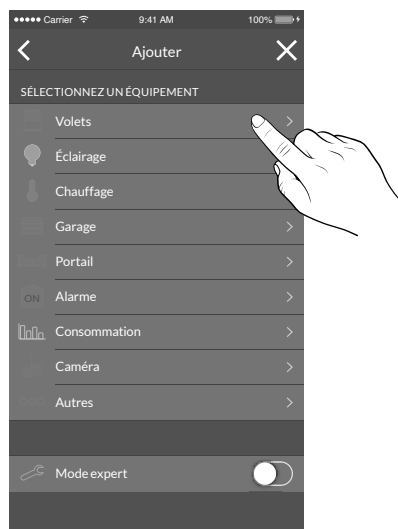 Carrier 9:41 AM 100%
Ajouter
SÉLECTIONNEZ UN ÉQUIPEMENT
Volets
Éclairage
Chauffage
Garage
Portail
ON Alarme
Consommation
Caméra
Autres
Mode expert